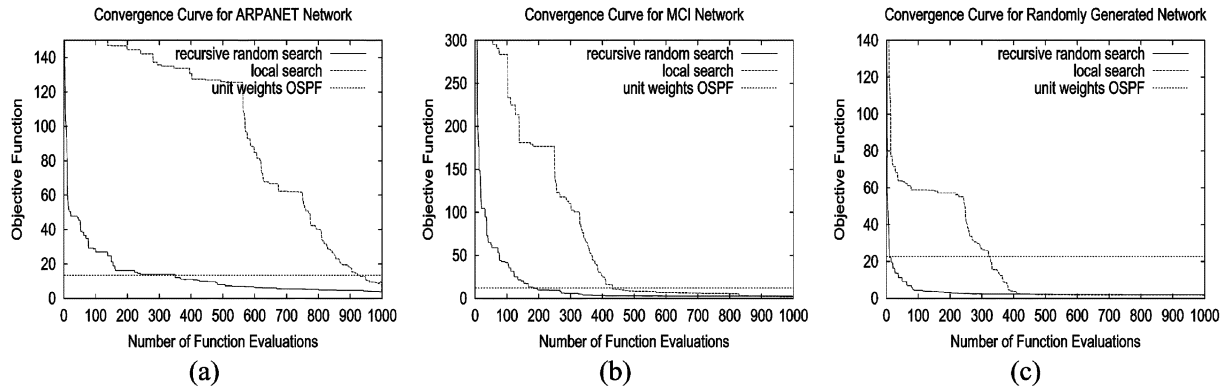 Convergence Curve for ARPANET Network
Objective Function
140
120
100
80
60
40
20
0
recursive random search
local search
unit weights OSPF
0 100 200 300 400 500 600 700 800 900 1000
Number of Function Evaluations
(a)
Convergence Curve for MCI Network
Objective Function
300
250
200
150
100
50
0
recursive random search
local search
unit weights OSPF
0 100 200 300 400 500 600 700 800 900 1000
Number of Function Evaluations
(b)
Convergence Curve for Randomly Generated Network
Objective Function
140
120
100
80
60
40
20
0
recursive random search
local search
unit weights OSPF
0 100 200 300 400 500 600 700 800 900 1000
Number of Function Evaluations
(c)